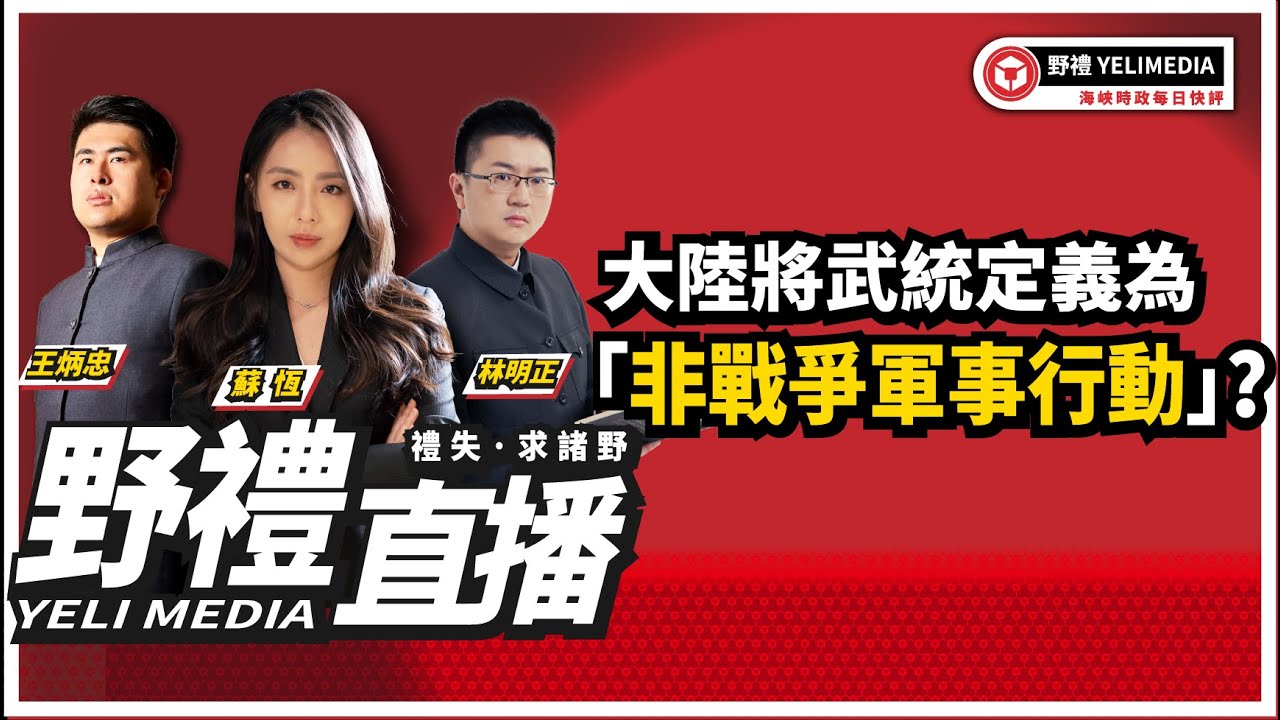 野禮 YELIMEDIA
海峽時政每日快評
大陸將武統定義為
「非戰爭軍事行動」?
王炳忠
蘇恆
林明正
禮失·求諸野
野禮直播
YELI MEDIA